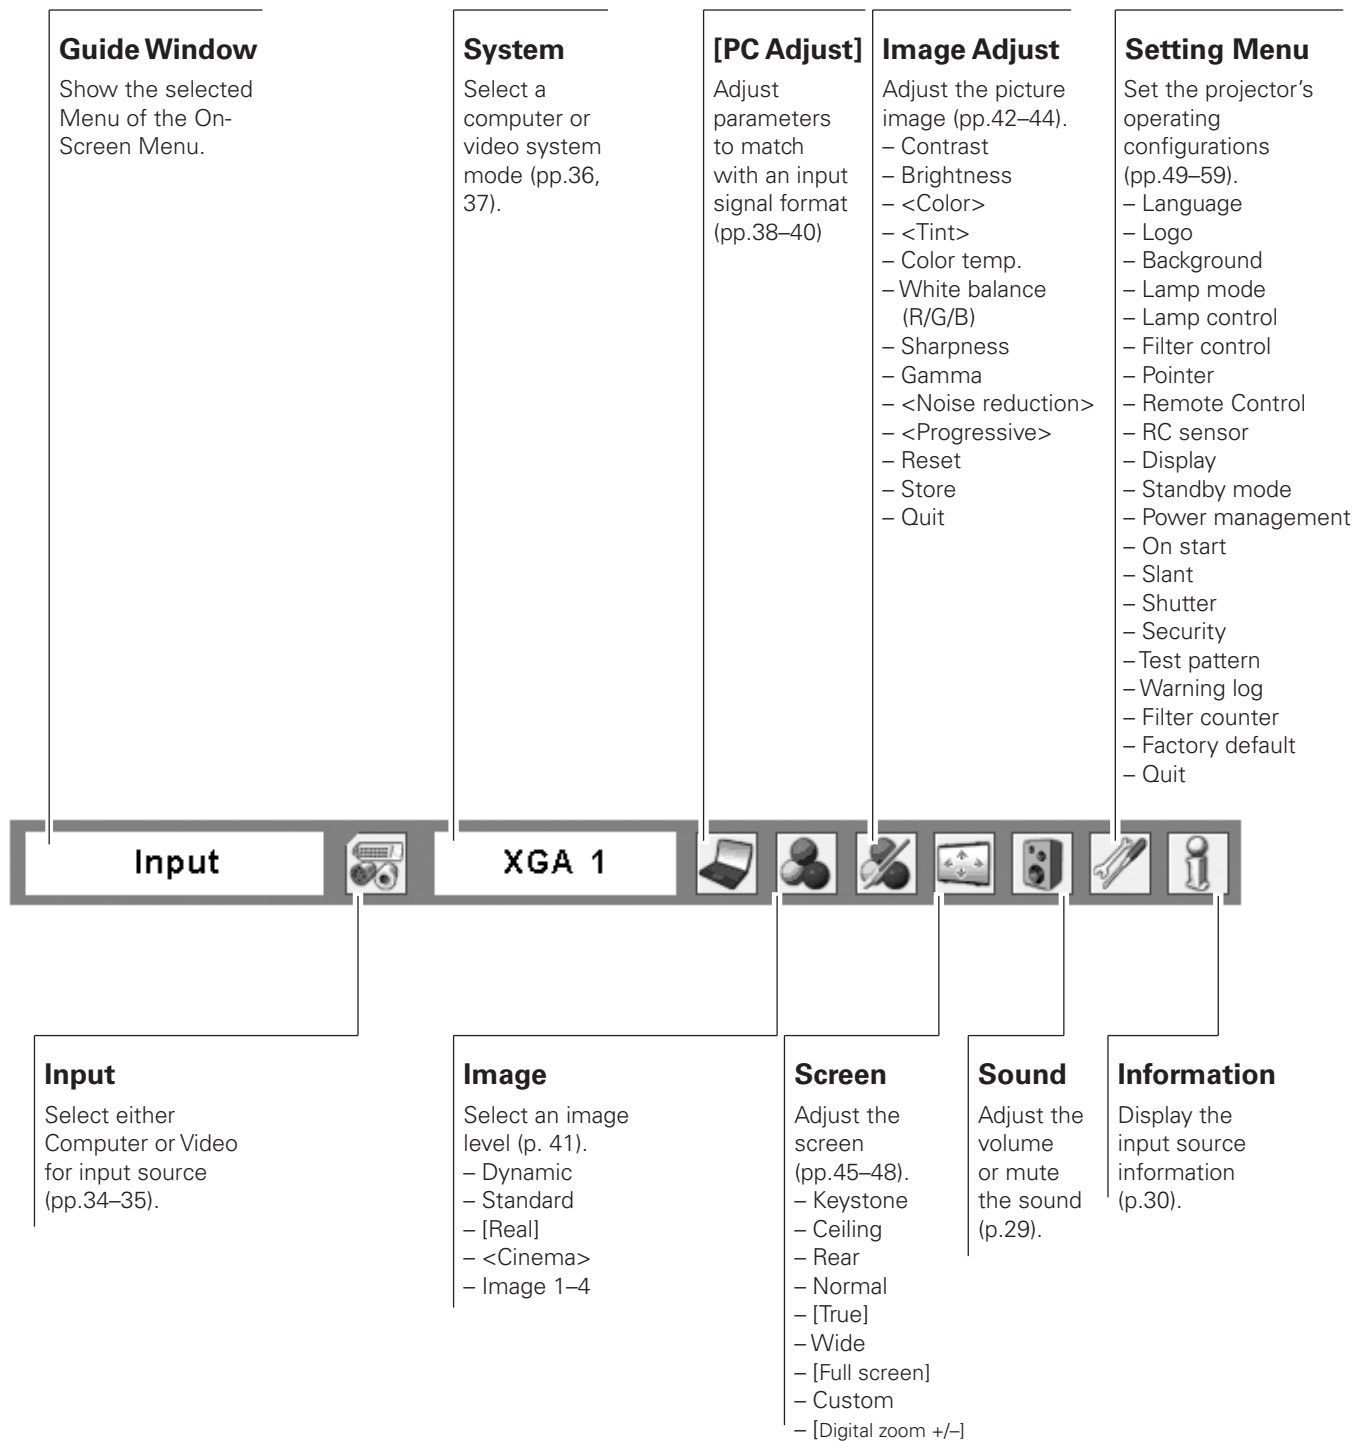 Guide Window
Show the selected
Menu of the On-
Screen Menu.
System
Select a
computer or
video system
mode (pp.36,
37).
[PC Adjust]
Adjust
parameters
to match
with an input
signal format
(pp.38–40)
Image Adjust
Adjust the picture
image (pp.42–44).
– Contrast
– Brightness
– <Color>
– <Tint>
– Color temp.
– White balance
(R/G/B)
– Sharpness
– Gamma
– <Noise reduction>
– <Progressive>
– Reset
– Store
– Quit
Setting Menu
Set the projector's
operating
configurations
(pp.49–59).
– Language
– Logo
– Background
– Lamp mode
– Lamp control
– Filter control
– Pointer
– Remote Control
– RC sensor
– Display
– Standby mode
– Power management
– On start
– Slant
– Shutter
– Security
– Test pattern
– Warning log
– Filter counter
– Factory default
– Quit
Input
XGA 1
Input
Select either
Computer or Video
for input source
(pp.34–35).
Image
Select an image
level (p. 41).
– Dynamic
– Standard
– [Real]
– <Cinema>
– Image 1–4
Screen
Adjust the
screen
(pp.45–48).
– Keystone
– Ceiling
– Rear
– Normal
– [True]
– Wide
– [Full screen]
– Custom
– [Digital zoom +/–]
Sound
Adjust the
volume
or mute
the sound
(p.29).
Information
Display the
input source
information
(p.30).